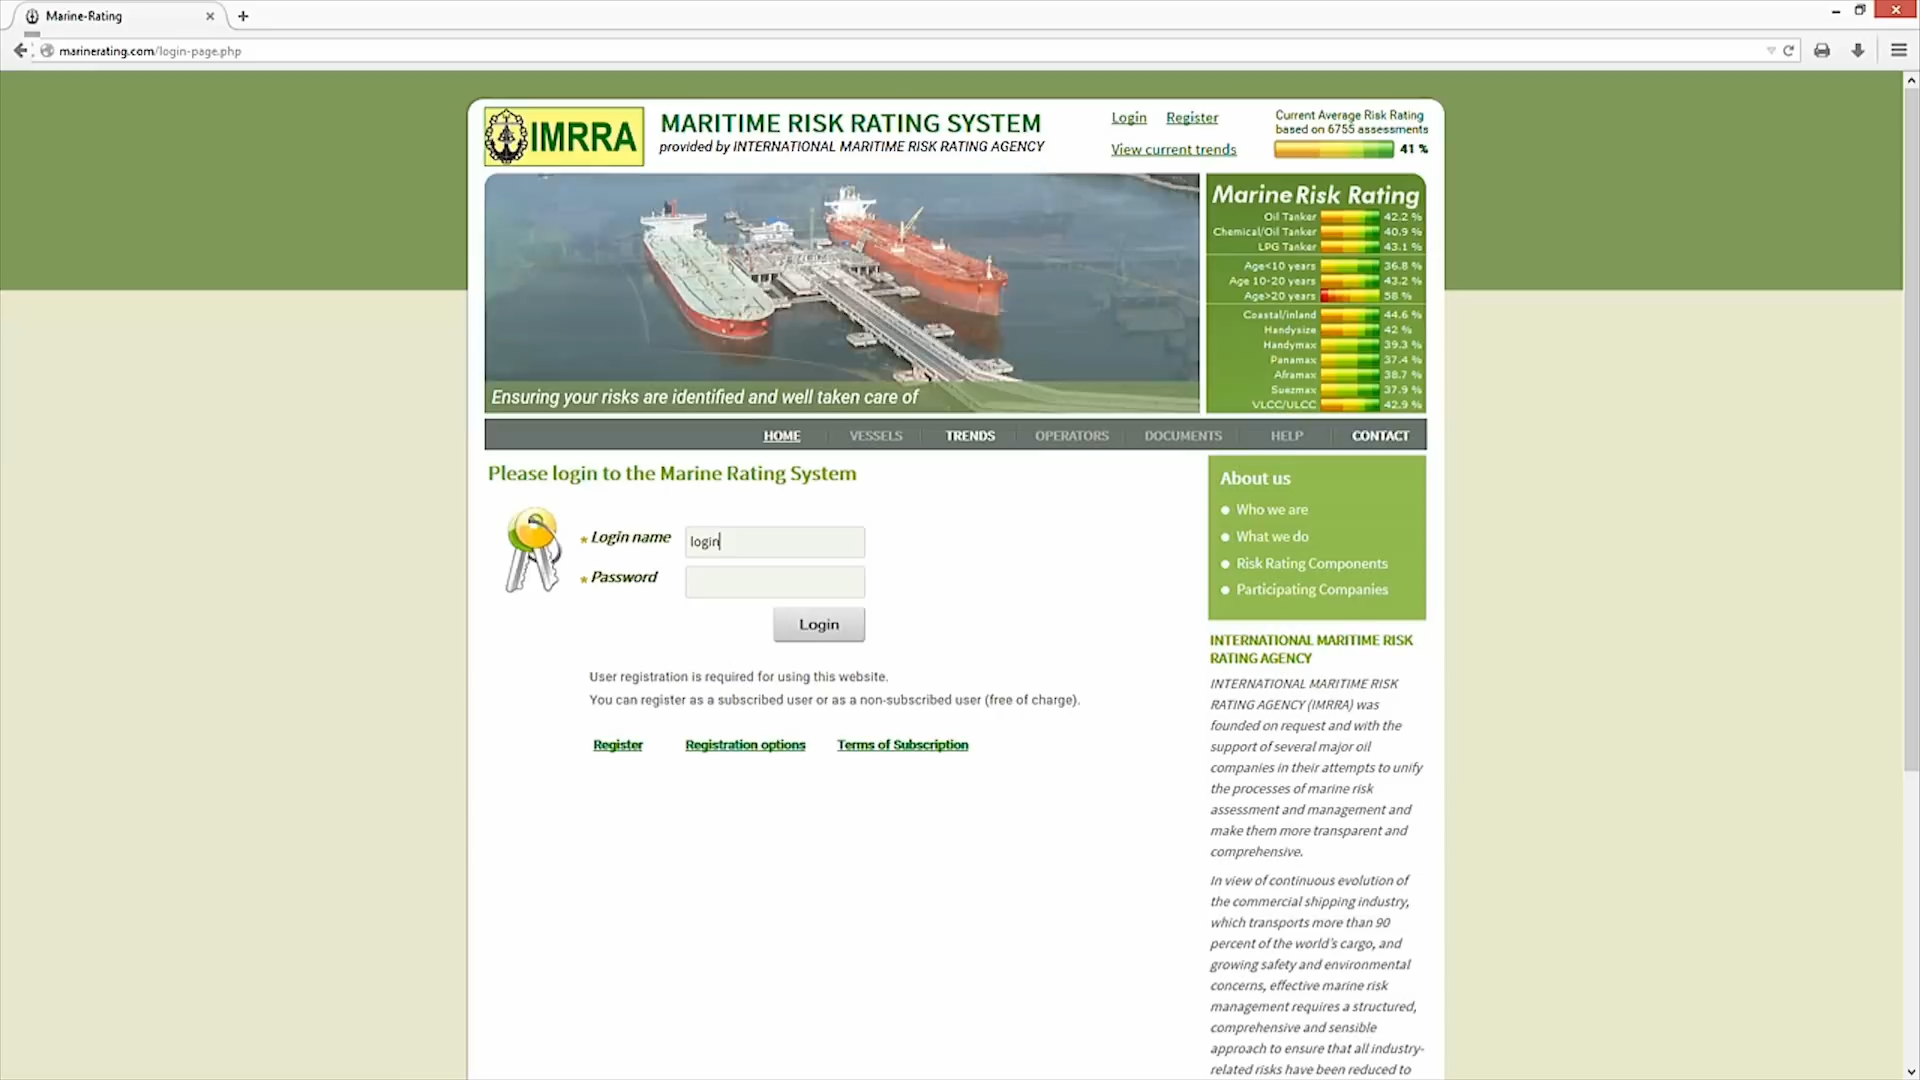 Marine-Rating
marinerating.com/login-page.php
IMRRA
MARITIME RISK RATING SYSTEM
provided by INTERNATIONAL MARITIME RISK RATING AGENCY
Login Register
View current trends
Current Average Risk Rating
based on 6755 assessments
41 %
Ensuring your risks are identified and well taken care of
Marine Risk Rating
Oil Tanker 42.2 %
Chemical/Oil Tanker 40.9 %
LPG Tanker 43.1 %
Age<10 years 36.8 %
Age 10-20 years 43.2 %
Age>20 years 58 %
Coastal/inland 44.6 %
Handysize 42 %
Handymax 39.3 %
Panamax 37.4 %
Aframax 38.7 %
Suezmax 37.9 %
VLCC/ULCC 42.9 %
HOME VESSELS TRENDS OPERATORS DOCUMENTS HELP CONTACT
Please login to the Marine Rating System
Login name login
Password
Login
User registration is required for using this website.
You can register as a subscribed user or as a non-subscribed user (free of charge).
Register Registration options Terms of Subscription
About us
Who we are
What we do
Risk Rating Components
Participating Companies
INTERNATIONAL MARITIME RISK
RATING AGENCY
INTERNATIONAL MARITIME RISK
RATING AGENCY (IMRRA) was
founded on request and with the
support of several major oil
companies in their attempts to unify
the processes of marine risk
assessment and management and
make them more transparent and
comprehensive.
In view of continuous evolution of
the commercial shipping industry,
which transports more than 90
percent of the world's cargo, and
growing safety and environmental
concerns, effective marine risk
management requires a structured,
comprehensive and sensible
approach to ensure that all industry-
related risks have been reduced to